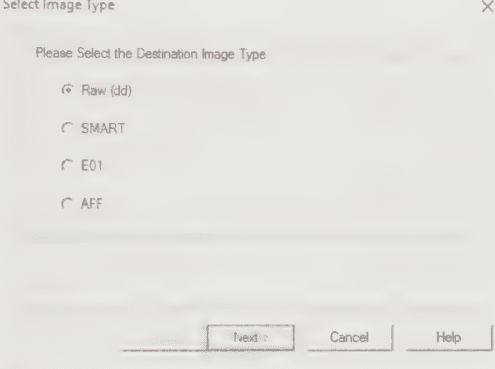 Select Image Type
Please Select the Destination Image Type
Raw (dd)
SMART
E01
AFF
Next >
Cancel
Help